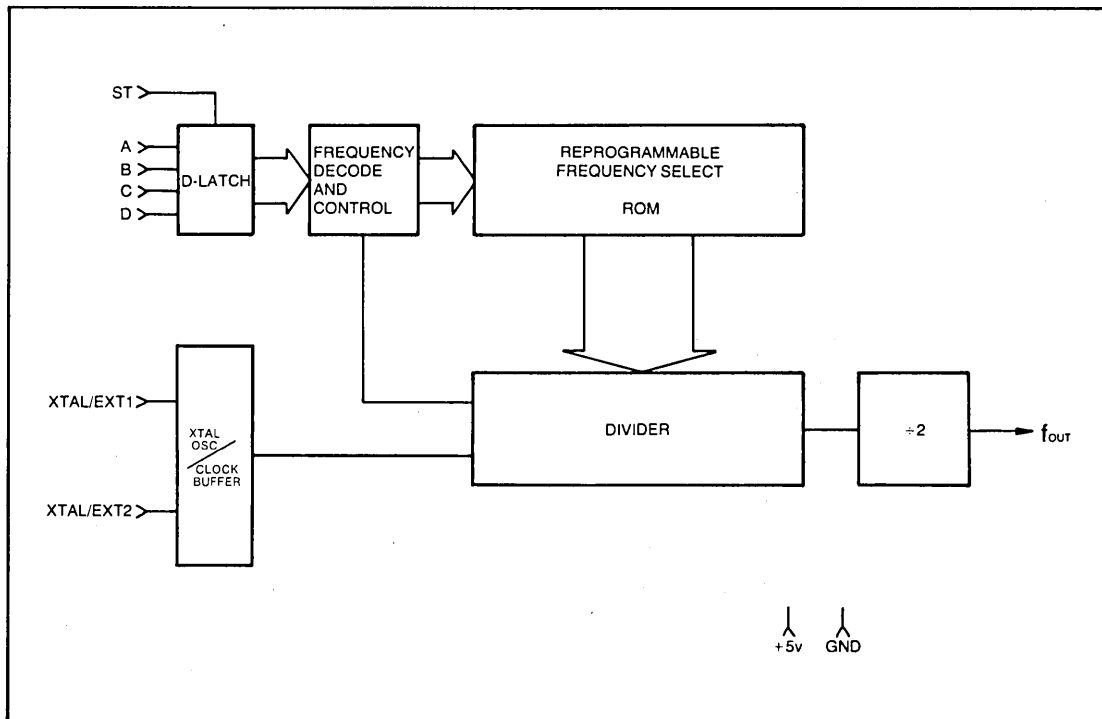 ST
A
B
C
D
D-LATCH
FREQUENCY
DECODE
AND
CONTROL
REPROGRAMMABLE
FREQUENCY SELECT
ROM
XTAL/EXT1
XTAL/EXT2
XTAL
OSC
CLOCK
BUFFER
DIVIDER
÷2
fOUT
+5v
GND